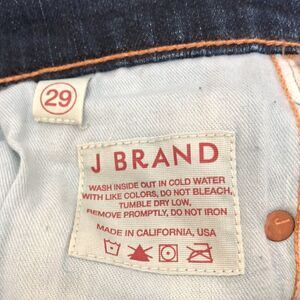 29
J BRAND
WASH INSIDE OUT IN COLD WATER
WITH LIKE COLORS, DO NOT BLEACH,
TUMBLE DRY LOW,
REMOVE PROMPTLY, DO NOT IRON
MADE IN CALIFORNIA, USA